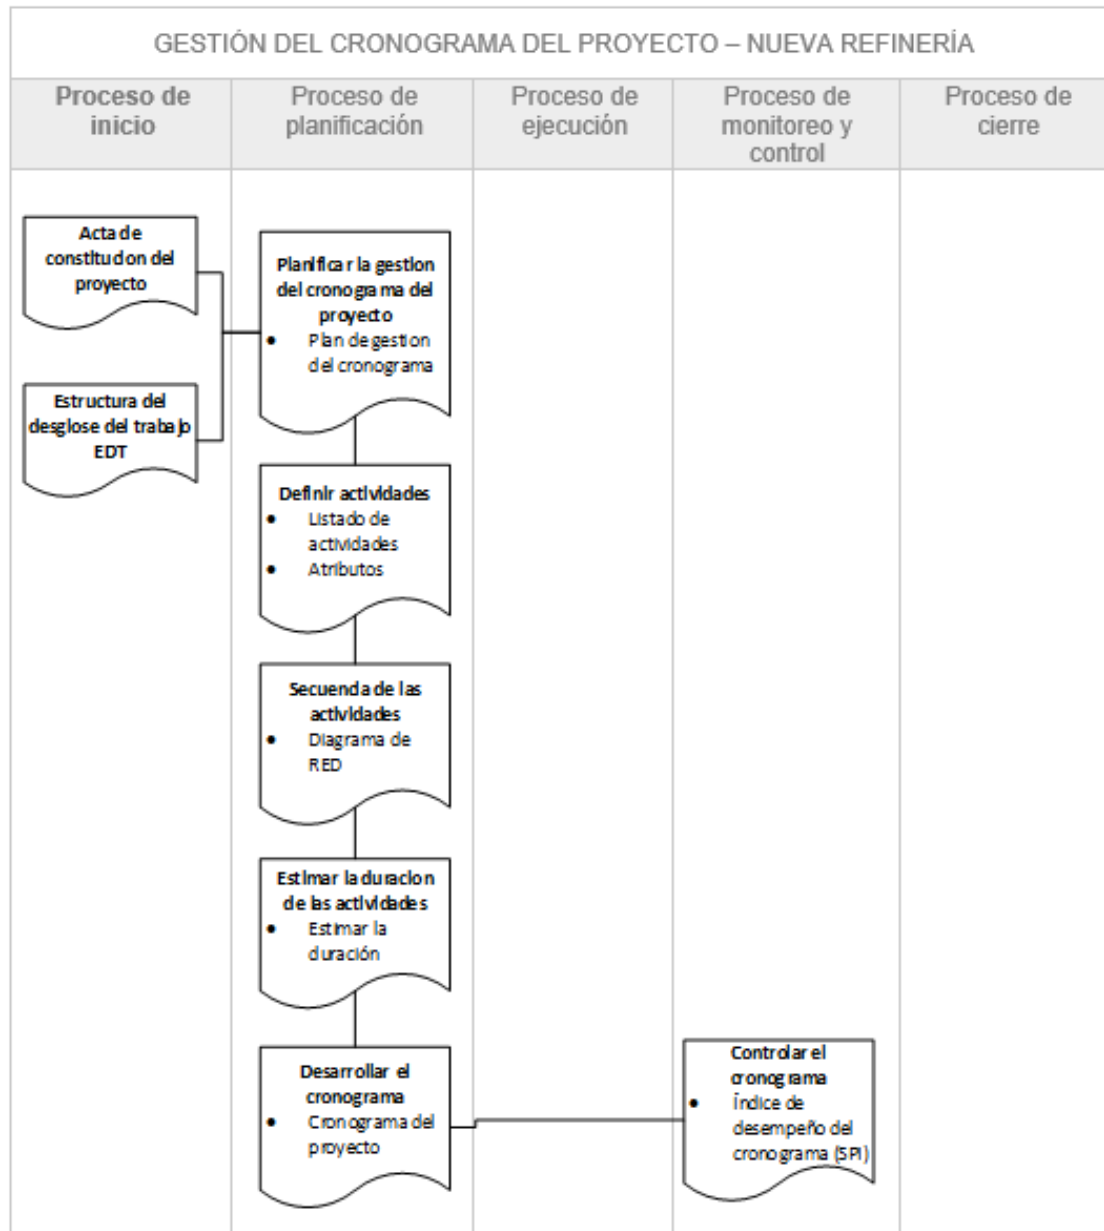 GESTIÓN DEL CRONOGRAMA DEL PROYECTO – NUEVA REFINERÍA
Proceso de
inicio
Proceso de
planificación
Proceso de
ejecución
Proceso de
monitoreo y
control
Proceso de
cierre
Acta de
constitucion del
proyecto
Estructura del
desglose del trabajo
EDT
Planificar la gestion
del cronograma del
proyecto
• Plan de gestion
del cronograma
Definir actividades
• Listado de
actividades
• Atributos
Secuencia de las
actividades
• Diagrama de
RED
Estimar la duracion
de las actividades
• Estimar la
duración
Desarrollar el
cronograma
• Cronograma del
proyecto
Controlar el
cronograma
• Índice de
desempeño del
cronograma (SPI)